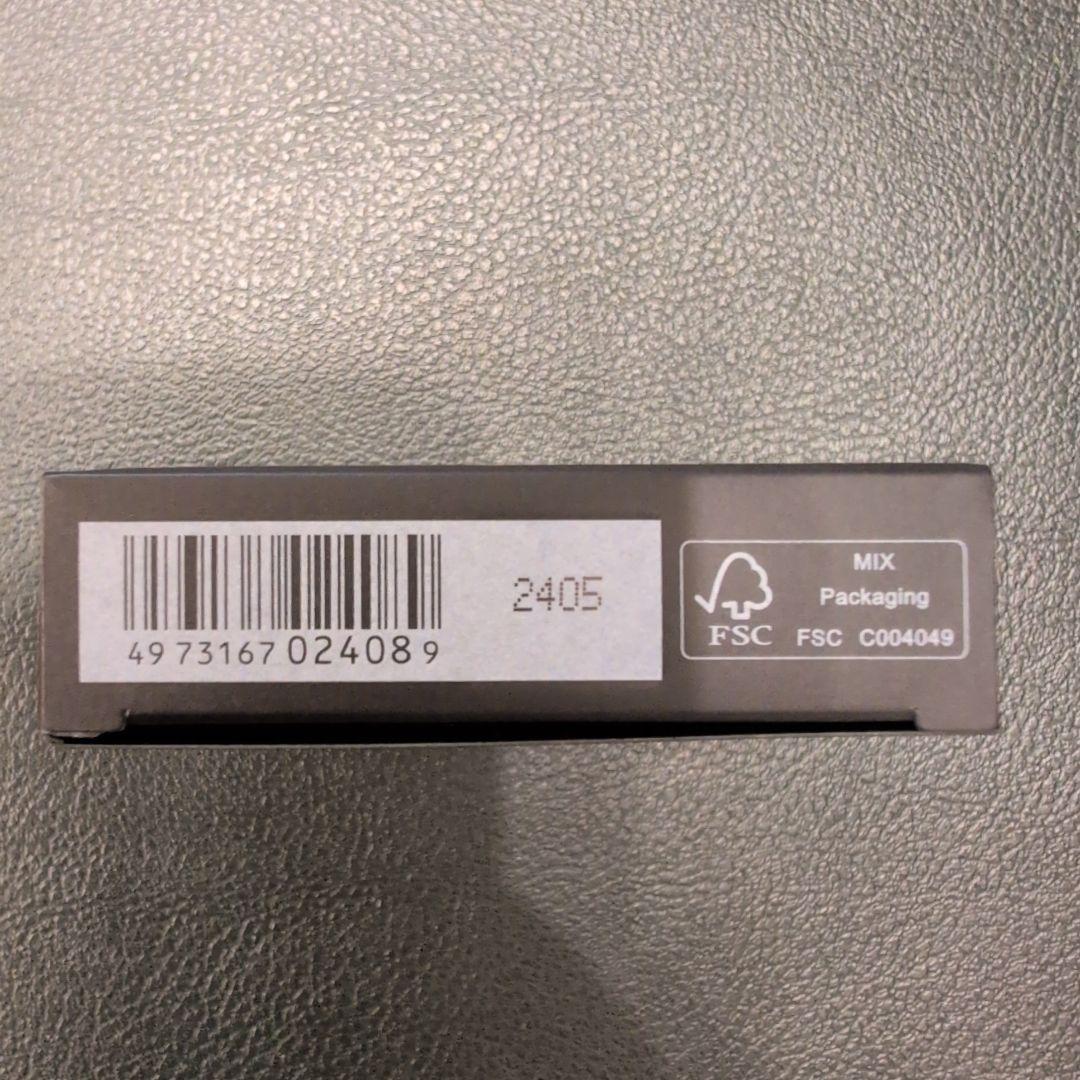 49 73167 02408 9
2405
FSC
MIX
Packaging
FSC C004049